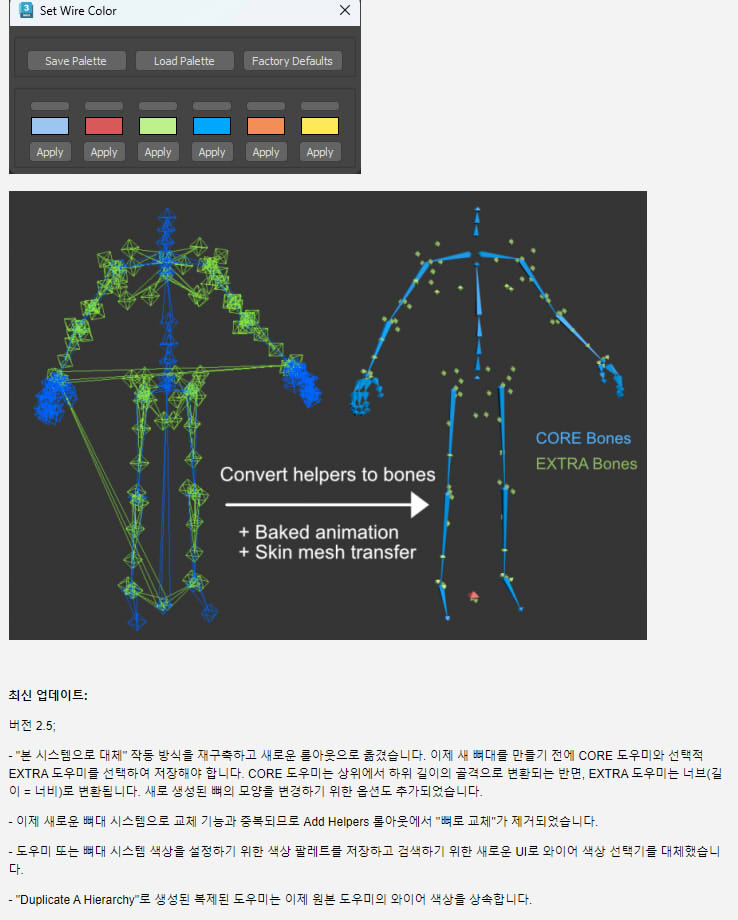 Set Wire Color
Save Palette Load Palette Factory Defaults
Apply Apply Apply Apply Apply Apply
CORE Bones
EXTRA Bones
Convert helpers to bones
+ Baked animation
+ Skin mesh transfer
최신 업데이트:
버전 2.5;
- "본 시스템으로 대체" 작동 방식을 재구축하고 새로운 롤아웃으로 옮겼습니다. 이제 새 뼈대를 만들기 전에 CORE 도우미와 선택적
EXTRA 도우미를 선택하여 저장해야 합니다. CORE 도우미는 상위에서 하위 길이의 골격으로 변환되는 반면, EXTRA 도우미는 너브(길
이 = 너비)로 변환됩니다. 새로 생성된 뼈의 모양을 변경하기 위한 옵션도 추가되었습니다.
- 이제 새로운 뼈대 시스템으로 교체 기능과 중복되므로 Add Helpers 롤아웃에서 "뼈로 교체"가 제거되었습니다.
- 도우미 또는 뼈대 시스템 색상을 설정하기 위한 색상 팔레트를 저장하고 검색하기 위한 새로운 UI로 와이어 색상 선택기를 대체했습니
다.
- "Duplicate A Hierarchy"로 생성된 복제된 도우미는 이제 원본 도우미의 와이어 색상을 상속합니다.